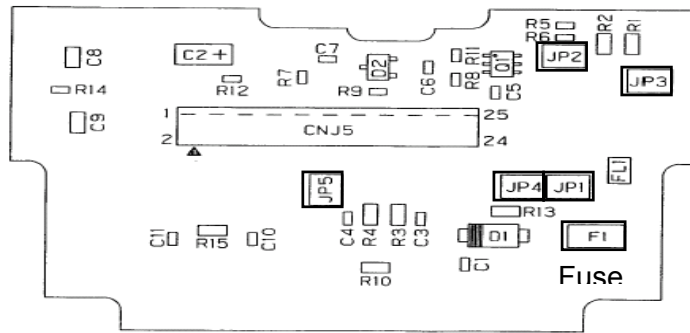 R5
R6
R2
R1
C8
C2+
C7
D2
R11
Q1
JP2
JP3
R14
R12
R7
R9
C6
R8
C5
C9
1
25
CNJ5
2
24
JP5
JP4
JP1
FL1
C11
R15
C10
C4
R4
R3
C3
R13
D1
F1
R10
C1
Fuse